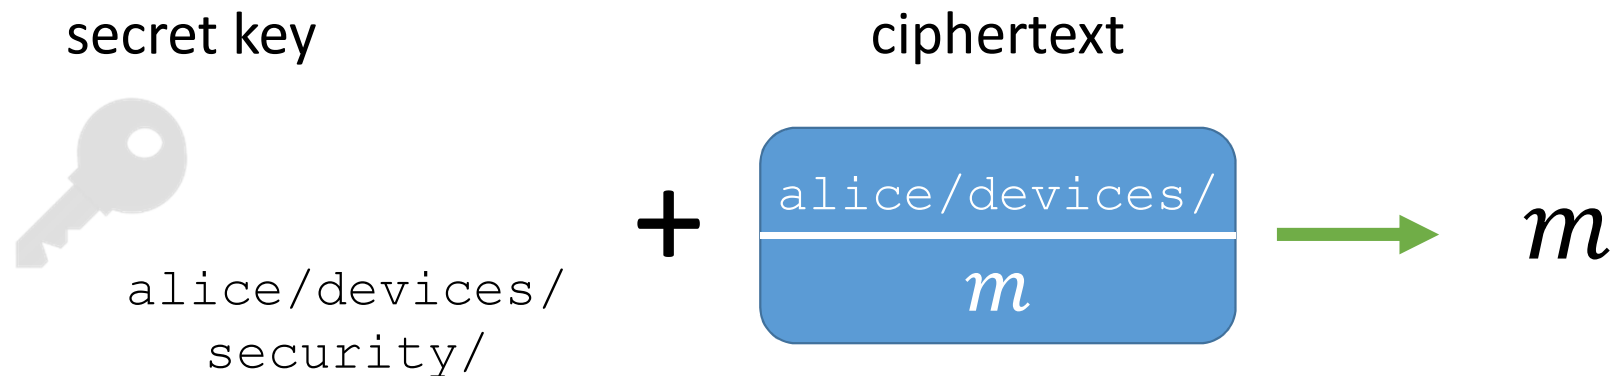 secret key
ciphertext
alice/devices/
security/
+
alice/devices/
m
m